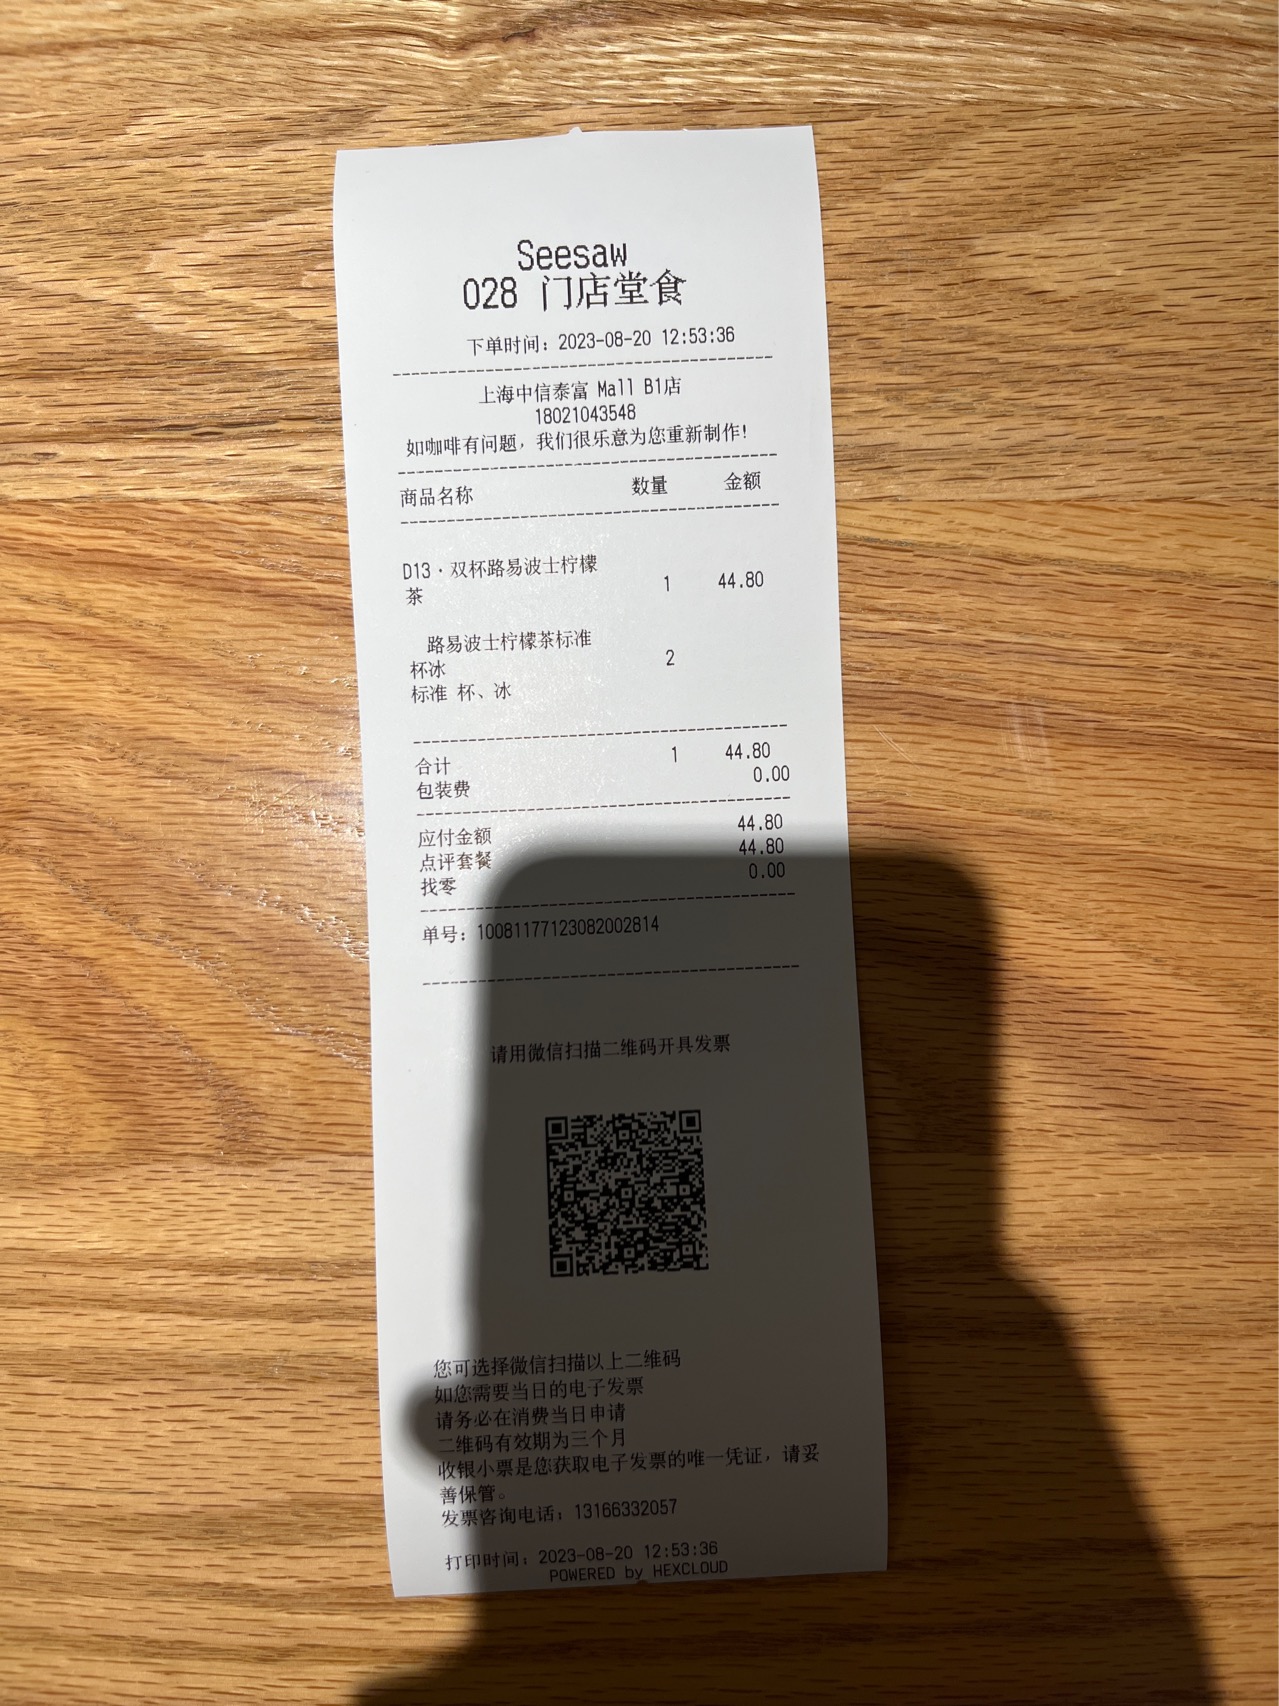 Seesaw
028 门店堂食
下单时间：2023-08-20 12:53:36
上海中信泰富 Mall B1店
18021043548
如咖啡有问题，我们很乐意为您重新制作！
商品名称 数量 金额
D13·双杯路易波士柠檬
茶 1 44.80
路易波士柠檬茶标准
杯冰 2
标准 杯、冰
合计 1 44.80
包装费 0.00
应付金额 44.80
点评套餐 44.80
找零 0.00
单号：10081177123082002814
请用微信扫描二维码开具发票
您可选择微信扫描以上二维码
如您需要当日的电子发票
请务必在消费当日申请
二维码有效期为三个月
收银小票是您获取电子发票的唯一凭证，请妥
善保管。
发票咨询电话：13166332057
打印时间：2023-08-20 12:53:36
POWERED by HEXCLOUD